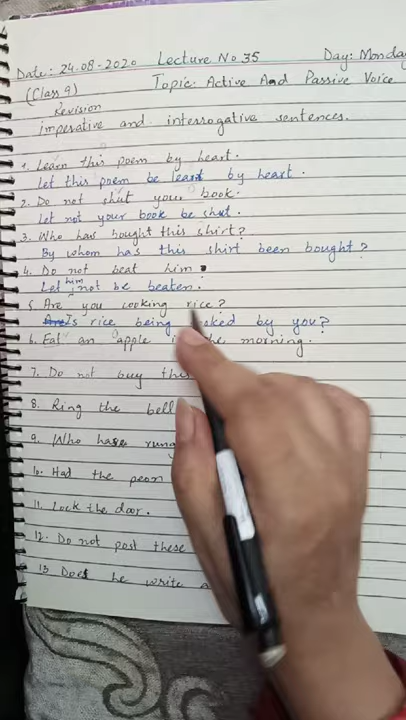 Date: 24.08-2020 Lecture No 35 Day: Monday
(Class 9) Topic: Active And Passive Voice
Revision
imperative and interrogative sentences.
1. Learn this poem by heart.
Let this poem be learnt by heart.
2. Do not shut your book.
Let not your book be shut.
3. Who has bought this shirt?
By whom has this shirt been bought?
4. Do not beat him.
Let him not be beaten.
5. Are you cooking rice?
Is rice being by you?
6. Eat an apple the morning.
7. Do not buy
8. Ring the bell
9. Who has rung
10. Had the peon
11. Lock the door.
12. Do not post these
13 Does he write a